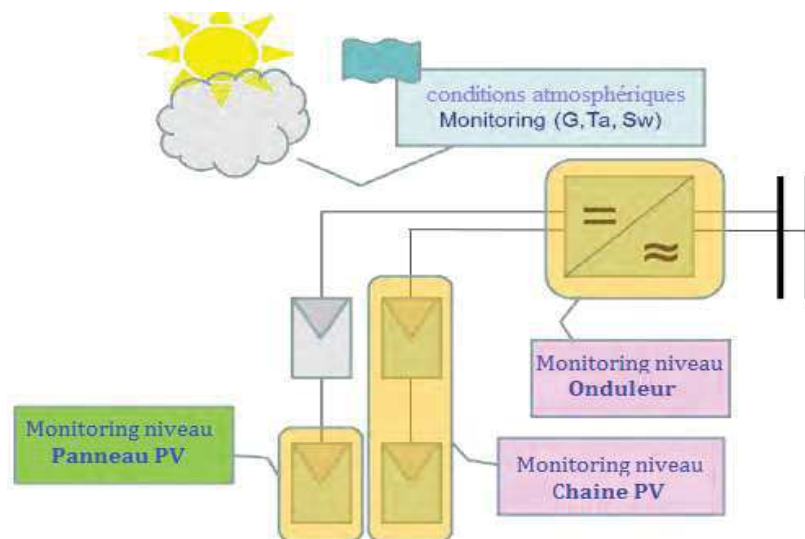 conditions atmosphériques
Monitoring (G,Ta, Sw)
=
≈
Monitoring niveau
Onduleur
Monitoring niveau
Panneau PV
Monitoring niveau
Chaine PV